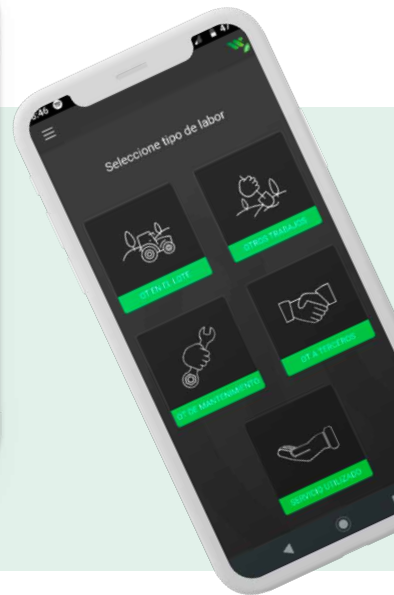 Seleccione tipo de labor
OT EN EL LOTE
OTROS TRABAJOS
OT DE MANTENIMIENTO
OT A TERCEROS
SERVICIO UTILIZADO